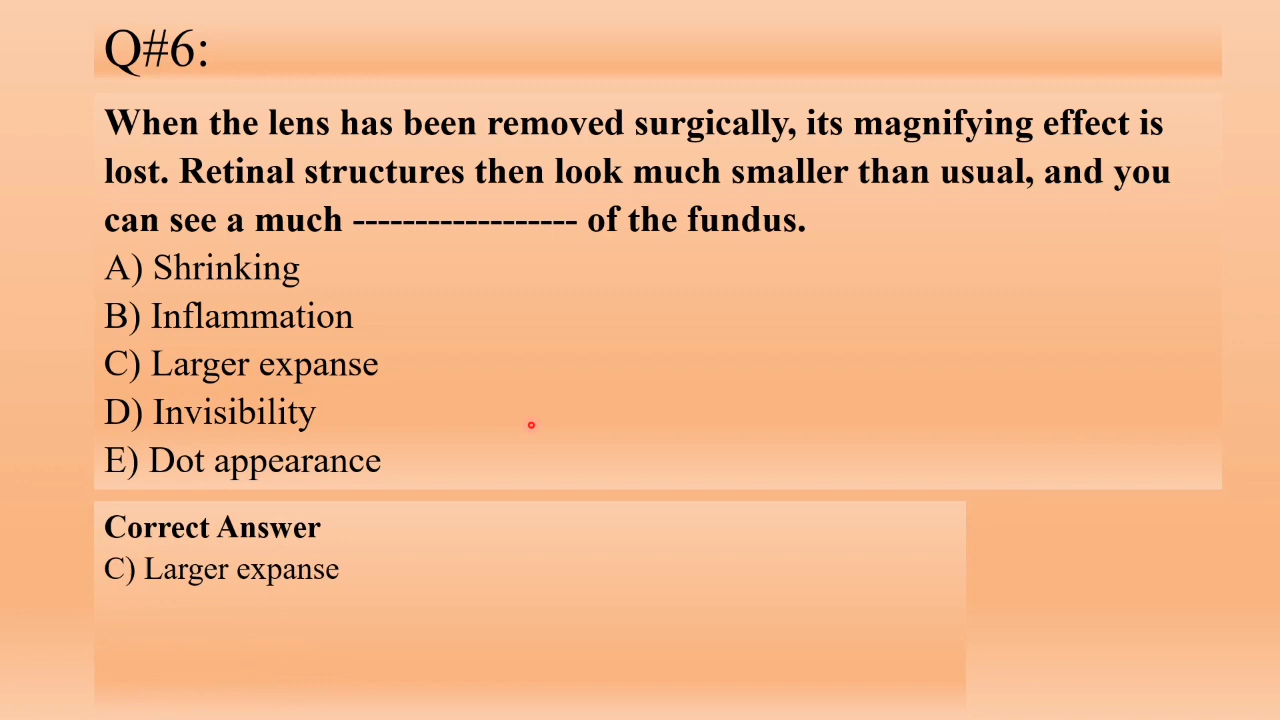 Q#6:
When the lens has been removed surgically, its magnifying effect is
lost. Retinal structures then look much smaller than usual, and you
can see a much ------------------ of the fundus.
A) Shrinking
B) Inflammation
C) Larger expanse
D) Invisibility
E) Dot appearance
Correct Answer
C) Larger expanse